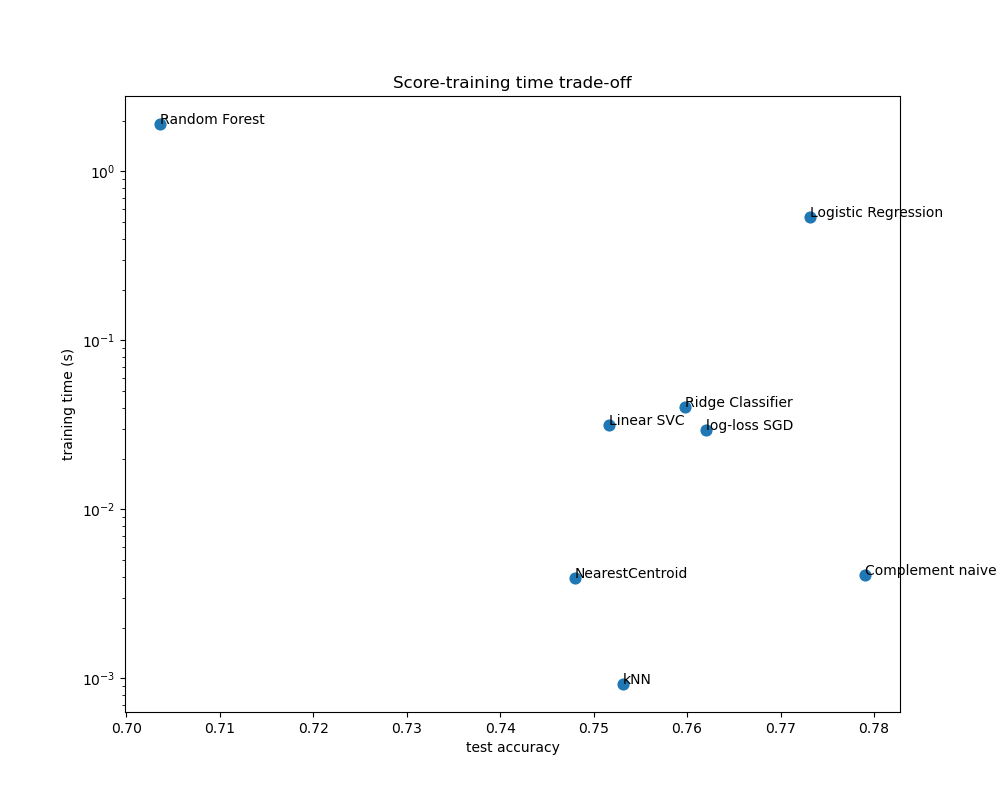 Score-training time trade-off
Random Forest
Logistic Regression
Ridge Classifier
Linear SVC
log-loss SGD
NearestCentroid
Complement naive
kNN
training time (s)
10⁰
10⁻¹
10⁻²
10⁻³
0.70 0.71 0.72 0.73 0.74 0.75 0.76 0.77 0.78
test accuracy